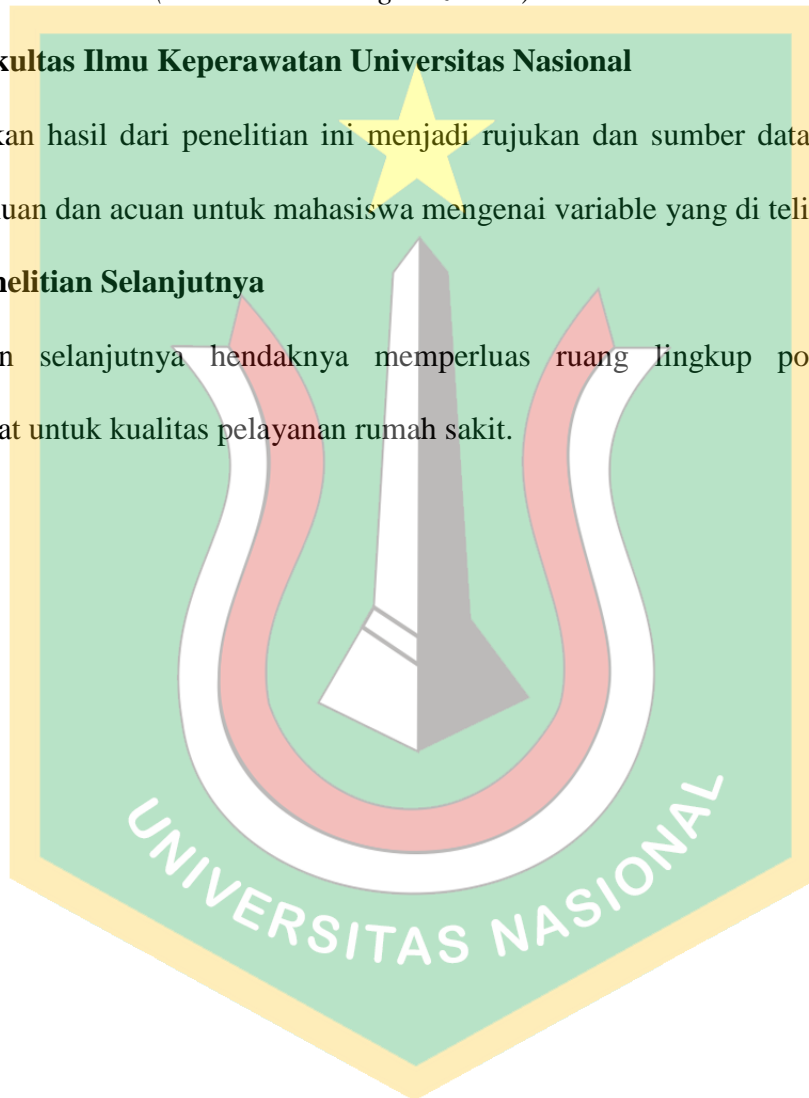 kultas Ilmu Keperawatan Universitas Nasional
kan hasil dari penelitian ini menjadi rujukan dan sumber data
uan dan acuan untuk mahasiswa mengenai variable yang di teli
nelitian Selanjutnya
n selanjutnya hendaknya memperluas ruang lingkup po
at untuk kualitas pelayanan rumah sakit.
UNIVERSITAS NASIONAL